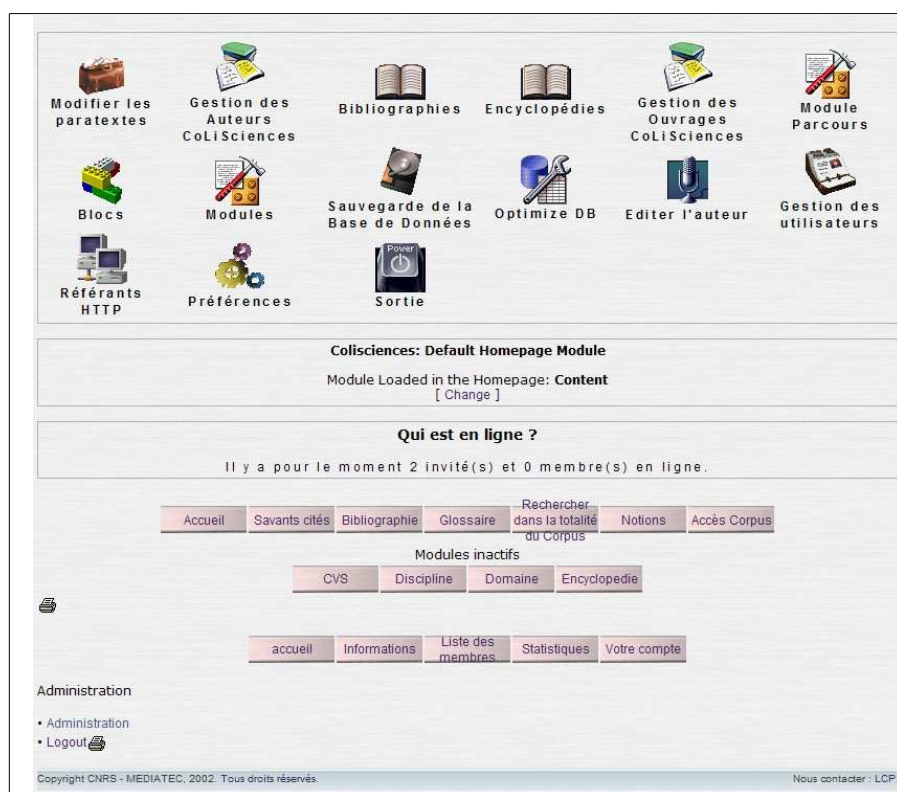 Modifier les
paratextes
Gestion des
Auteurs
CoLiSciences
Bibliographies
Encyclopédies
Gestion des
Ouvrages
CoLiSciences
Module
Parcours
Blocs
Modules
Sauvegarde de la
Base de Données
Optimize DB
Editer l'auteur
Gestion des
utilisateurs
Référants
HTTP
Préférences
Power
Sortie
Colisciences: Default Homepage Module
Module Loaded in the Homepage: Content
[ Change ]
Qui est en ligne ?
Il y a pour le moment 2 invité(s) et 0 membre(s) en ligne.
Accueil
Savants cités
Bibliographie
Glossaire
Rechercher
dans la totalité
du Corpus
Notions
Accès Corpus
Modules inactifs
CVS
Discipline
Domaine
Encyclopedie
accueil
Informations
Liste des
membres
Statistiques
Votre compte
Administration
• Administration
• Logout
Copyright CNRS - MEDIATEC, 2002. Tous droits réservés.
Nous contacter : LCP